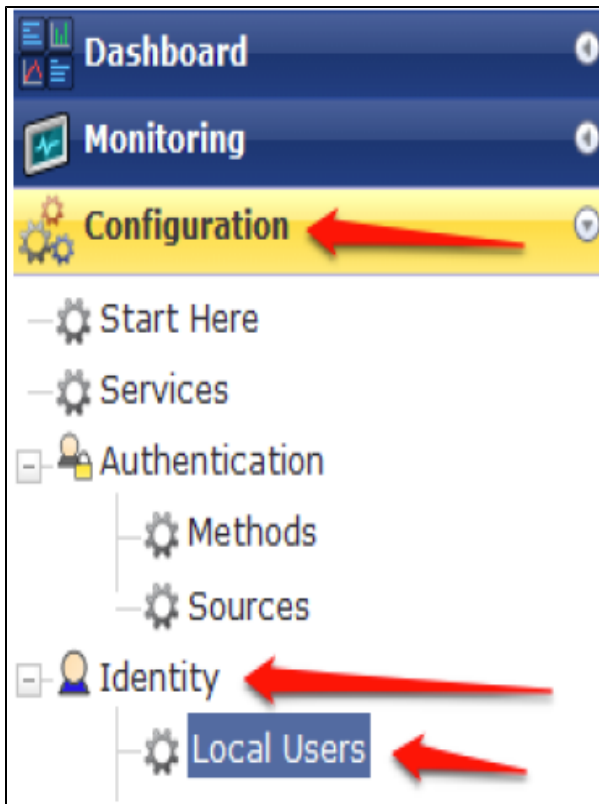 Dashboard
Monitoring
Configuration
Start Here
Services
Authentication
Methods
Sources
Identity
Local Users